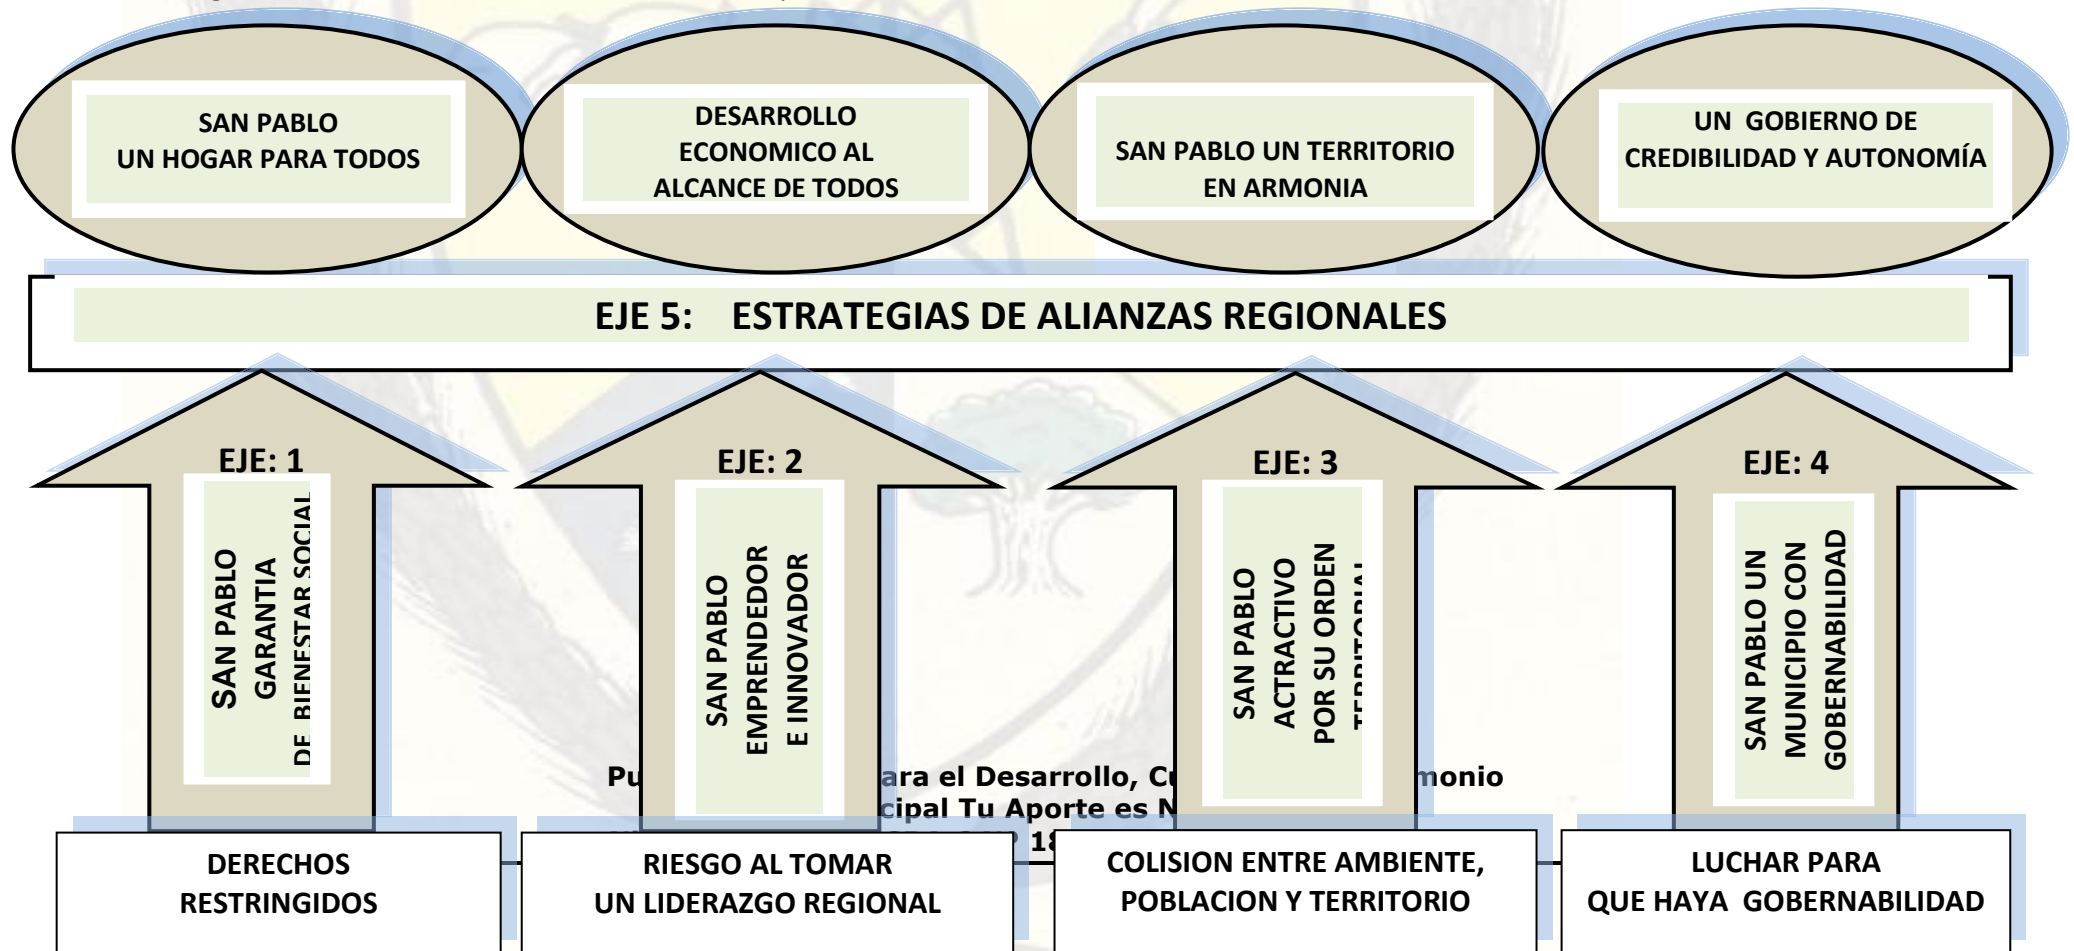 SAN PABLO
UN HOGAR PARA TODOS
DESARROLLO
ECONOMICO AL
ALCANCE DE TODOS
SAN PABLO UN TERRITORIO
EN ARMONIA
UN GOBIERNO DE
CREDIBILIDAD Y AUTONOMÍA
EJE 5: ESTRATEGIAS DE ALIANZAS REGIONALES
EJE: 1
SAN PABLO
GARANTIA
DE BIENESTAR SOCIAL
EJE: 2
SAN PABLO
EMPRENDEDOR
E INNOVADOR
EJE: 3
SAN PABLO
ACTRACTIVO
POR SU ORDEN
TERRITORIAL
EJE: 4
SAN PABLO UN
MUNICIPIO CON
GOBERNABILIDAD
el Desarrollo,
Tu Aporte es
DERECHOS
RESTRINGIDOS
RIESGO AL TOMAR
UN LIDERAZGO REGIONAL
COLISION ENTRE AMBIENTE,
POBLACION Y TERRITORIO
LUCHAR PARA
QUE HAYA GOBERNABILIDAD